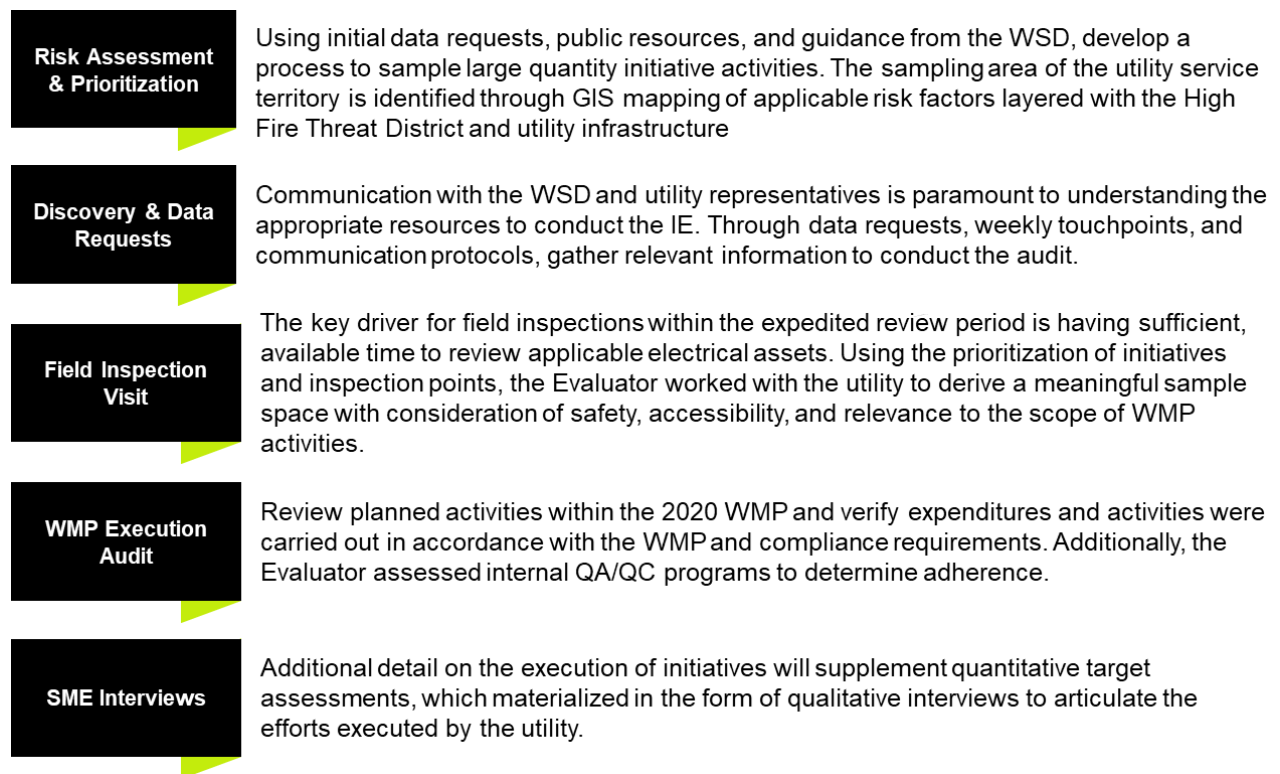 Risk Assessment
& Prioritization
Using initial data requests, public resources, and guidance from the WSD, develop a
process to sample large quantity initiative activities. The sampling area of the utility service
territory is identified through GIS mapping of applicable risk factors layered with the High
Fire Threat District and utility infrastructure
Discovery & Data
Requests
Communication with the WSD and utility representatives is paramount to understanding the
appropriate resources to conduct the IE. Through data requests, weekly touchpoints, and
communication protocols, gather relevant information to conduct the audit.
Field Inspection
Visit
The key driver for field inspections within the expedited review period is having sufficient,
available time to review applicable electrical assets. Using the prioritization of initiatives
and inspection points, the Evaluator worked with the utility to derive a meaningful sample
space with consideration of safety, accessibility, and relevance to the scope of WMP
activities.
WMP Execution
Audit
Review planned activities within the 2020 WMP and verify expenditures and activities were
carried out in accordance with the WMP and compliance requirements. Additionally, the
Evaluator assessed internal QA/QC programs to determine adherence.
SME Interviews
Additional detail on the execution of initiatives will supplement quantitative target
assessments, which materialized in the form of qualitative interviews to articulate the
efforts executed by the utility.